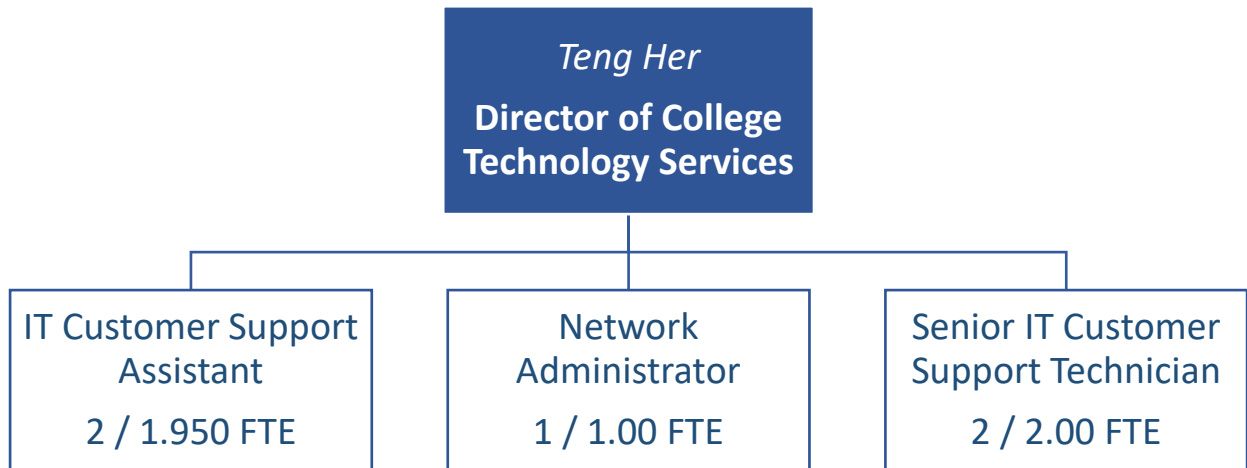 Teng Her
Director of College
Technology Services
IT Customer Support
Assistant
2 / 1.950 FTE
Network
Administrator
1 / 1.00 FTE
Senior IT Customer
Support Technician
2 / 2.00 FTE